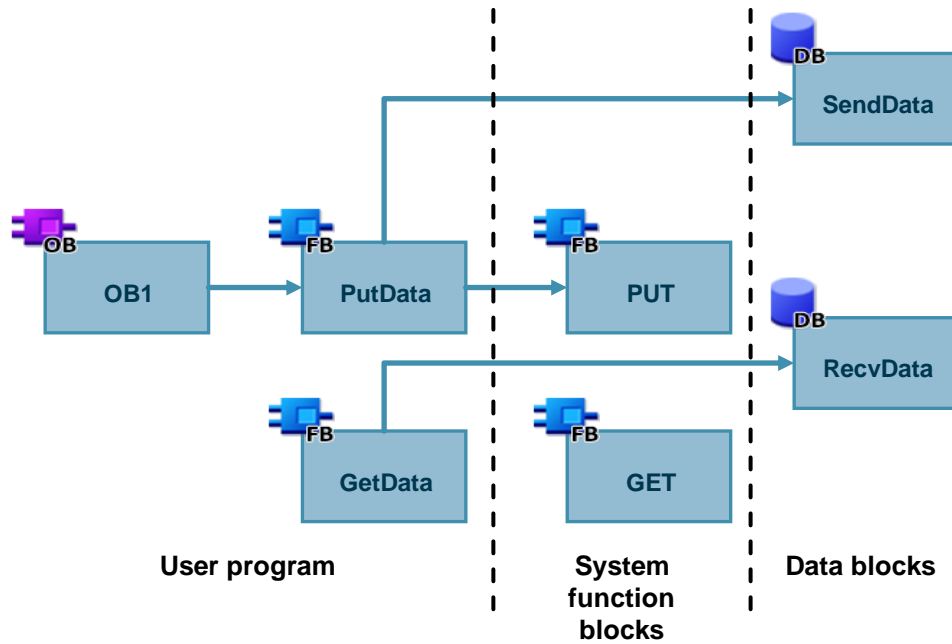 DB
SendData
OB
OB1
FB
PutData
FB
PUT
DB
RecvData
FB
GetData
FB
GET
User program
System
function
blocks
Data blocks